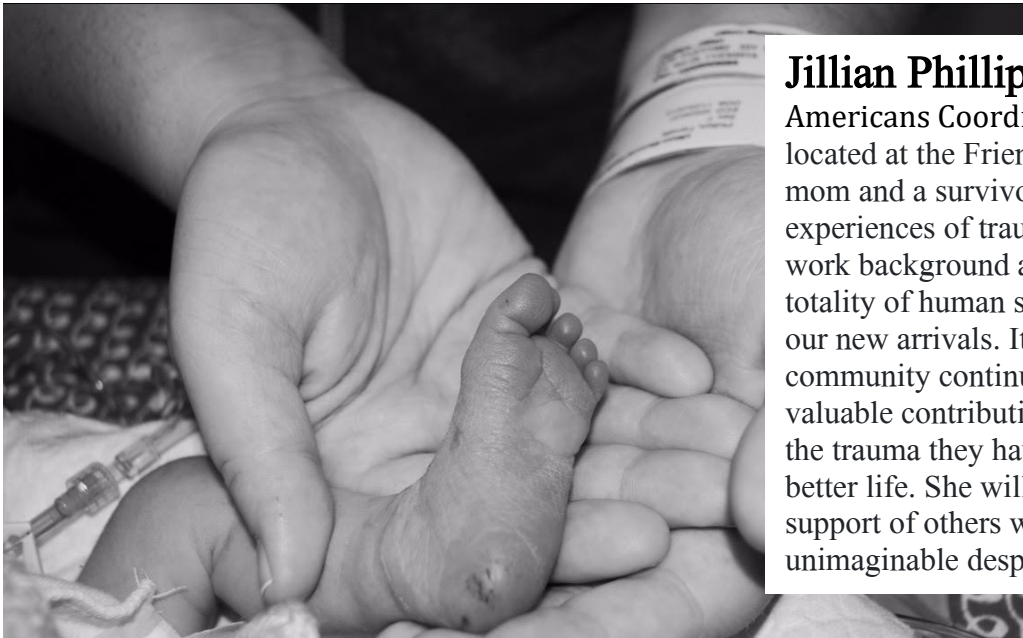 Jillian Phillip
Americans Coordi
located at the Frien
mom and a survivo
experiences of trau
work background a
totality of human s
our new arrivals. It
community continu
valuable contributi
the trauma they ha
better life. She will
support of others w
unimaginable desp